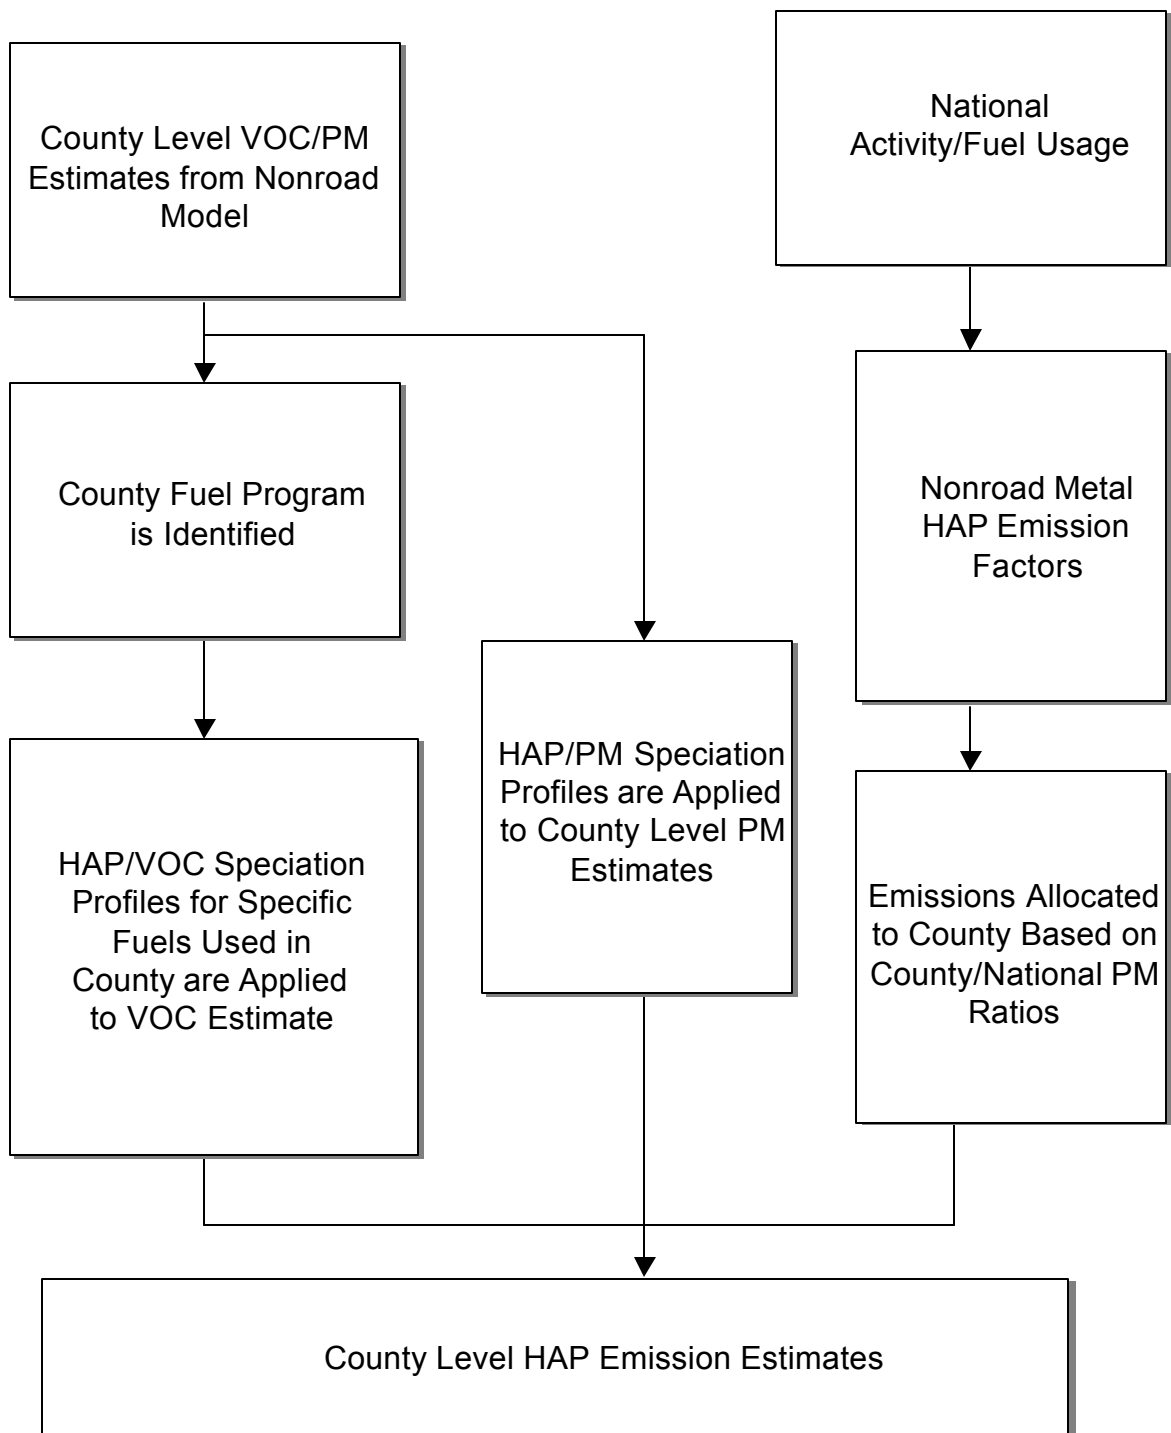 County Level VOC/PM
Estimates from Nonroad
Model
National
Activity/Fuel Usage
County Fuel Program
is Identified
Nonroad Metal
HAP Emission
Factors
HAP/PM Speciation
Profiles are Applied
to County Level PM
Estimates
HAP/VOC Speciation
Profiles for Specific
Fuels Used in
County are Applied
to VOC Estimate
Emissions Allocated
to County Based on
County/National PM
Ratios
County Level HAP Emission Estimates